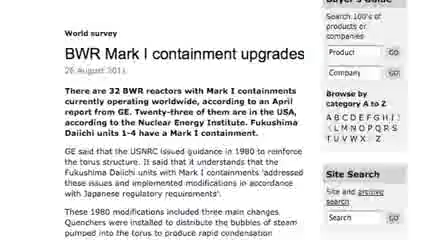 World survey
BWR Mark I containment upgrades
26 August 2011
There are 32 BWR reactors with Mark I containments
currently operating worldwide, according to an April
report from GE. Twenty-three of them are in the USA,
according to the Nuclear Energy Institute. Fukushima
Daiichi units 1-4 have a Mark I containment.
GE said that the USNRC issued guidance in 1980 to reinforce
the torus structure. It said that it understands that the
Fukushima Daiichi units with Mark I containments 'addressed
these issues and implemented modifications in accordance
with Japanese regulatory requirements'.
These 1980 modifications included three main changes.
Quenchers were installed to distribute the bubbles of steam
pumped into the torus to produce rapid condensation
Buyer's Guide
Search 100's of
products or
companies
Product GO
Company GO
Browse by
category A to Z
A B C D E F G H I
K L M N O P Q R S
T U V W X Z
Site Search
Site and archive
search
Search GO